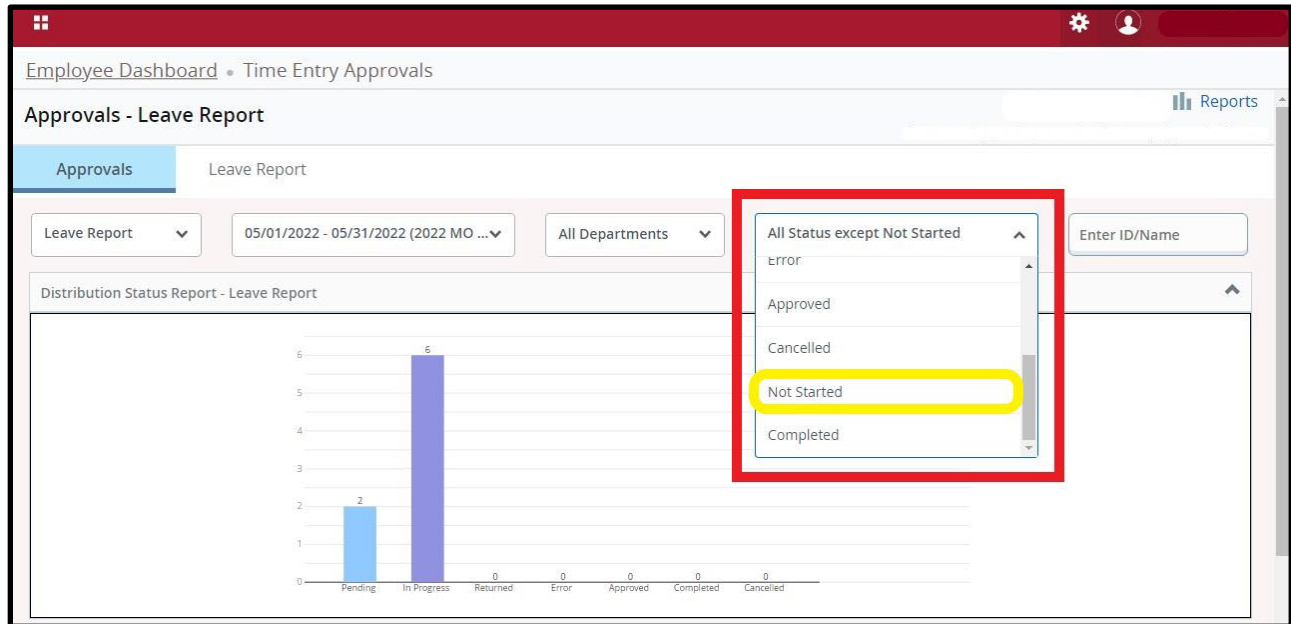 Employee Dashboard • Time Entry Approvals
Reports
Approvals - Leave Report
Approvals Leave Report
Leave Report 05/01/2022 - 05/31/2022 (2022 MO ... All Departments All Status except Not Started Enter ID/Name
Error
Distribution Status Report - Leave Report
Approved
Cancelled
Not Started
Completed
6
6
5
4
3
2
2
1
0
0 0 0 0 0
Pending In Progress Returned Error Approved Completed Cancelled